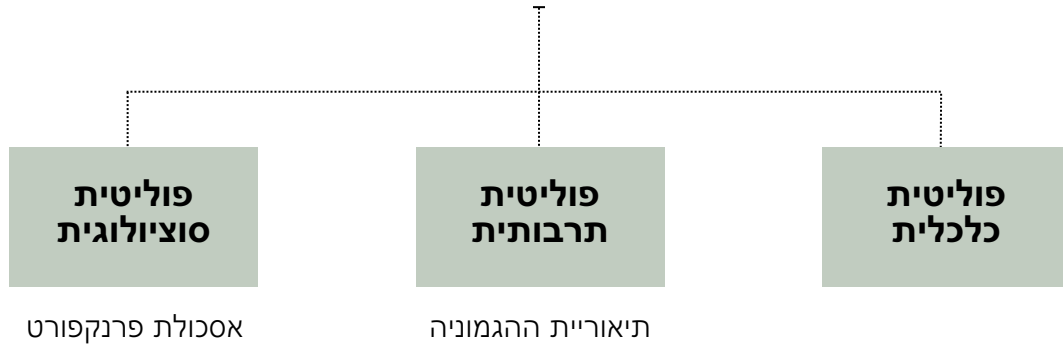 פוליטית
כלכלית
פוליטית
תרבותית
תיאוריית ההגמוניה
פוליטית
סוציולוגית
אסכולת פרנקפורט